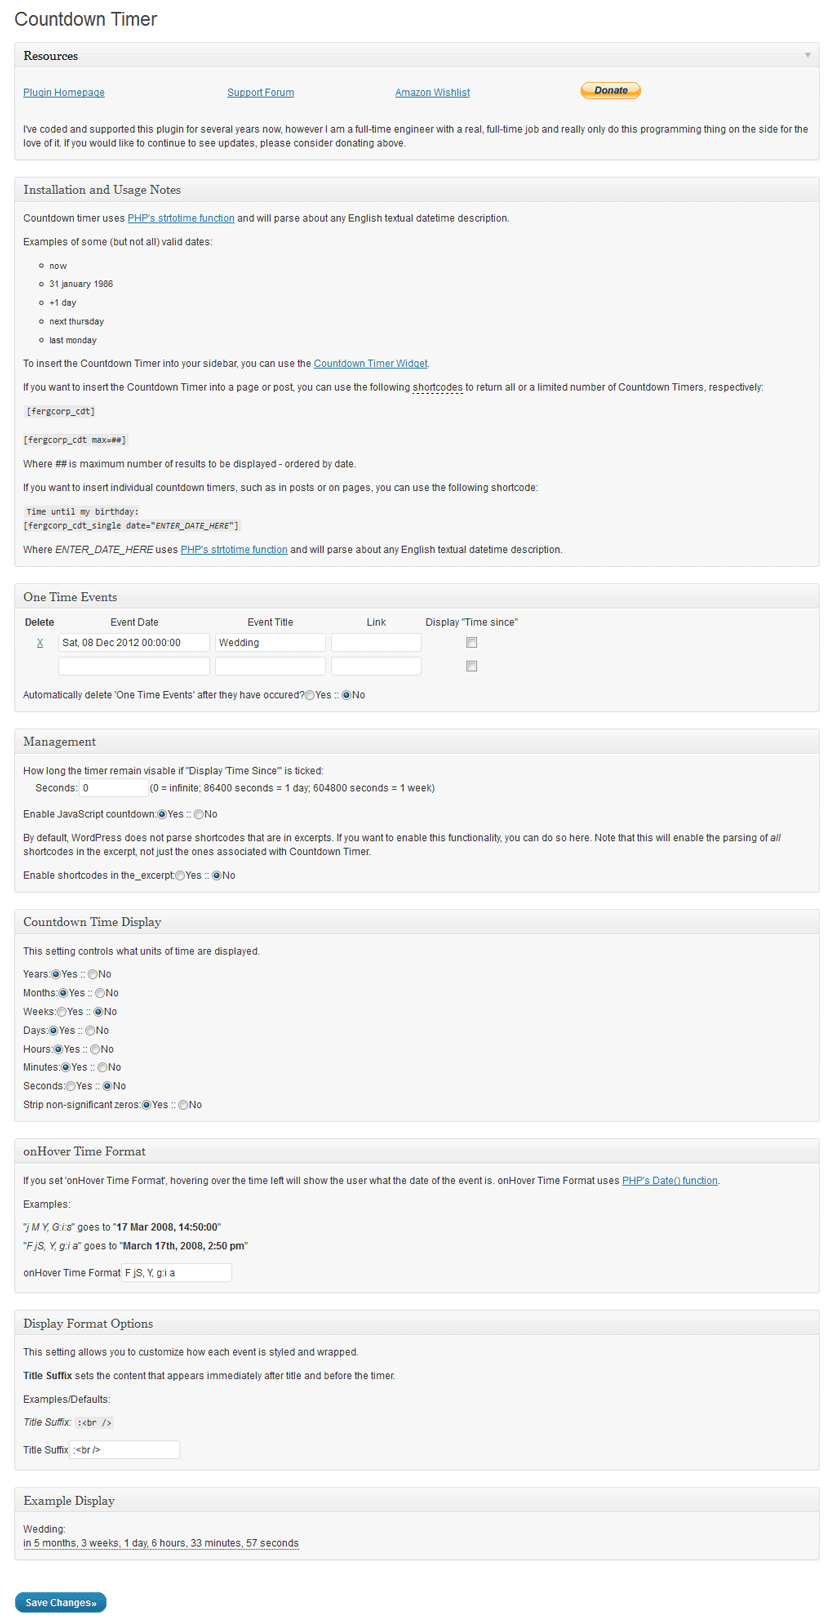 Countdown Timer
Resources
Plugin Homepage Support Forum Amazon Wishlist Donate
I've coded and supported this plugin for several years now, however I am a full-time engineer with a real, full-time job and really only do this programming thing on the side for the
love of it. If you would like to continue to see updates, please consider donating above.
Installation and Usage Notes
Countdown timer uses PHP's strtotime function and will parse about any English textual datetime description.
Examples of some (but not all) valid dates:
now
31 january 1986
+1 day
next thursday
last monday
To insert the Countdown Timer into your sidebar, you can use the Countdown Timer Widget.
If you want to insert the Countdown Timer into a page or post, you can use the following shortcodes to return all or a limited number of Countdown Timers, respectively:
[fergcorp_cdt]
[fergcorp_cdt max=##]
Where ## is maximum number of results to be displayed - ordered by date.
If you want to insert individual countdown timers, such as in posts or on pages, you can use the following shortcode:
Time until my birthday:
[fergcorp_cdt_single date="ENTER_DATE_HERE"]
Where ENTER_DATE_HERE uses PHP's strtotime function and will parse about any English textual datetime description.
One Time Events
Delete Event Date Event Title Link Display "Time since"
X Sat, 08 Dec 2012 00:00:00 Wedding
Automatically delete 'One Time Events' after they have occured? Yes :: No
Management
How long the timer remain visable if "Display 'Time Since'" is ticked:
Seconds: 0 (0 = infinite; 86400 seconds = 1 day; 604800 seconds = 1 week)
Enable JavaScript countdown: Yes :: No
By default, WordPress does not parse shortcodes that are in excerpts. If you want to enable this functionality, you can do so here. Note that this will enable the parsing of all
shortcodes in the excerpt, not just the ones associated with Countdown Timer.
Enable shortcodes in the_excerpt: Yes :: No
Countdown Time Display
This setting controls what units of time are displayed.
Years: Yes :: No
Months: Yes :: No
Weeks: Yes :: No
Days: Yes :: No
Hours: Yes :: No
Minutes: Yes :: No
Seconds: Yes :: No
Strip non-significant zeros: Yes :: No
onHover Time Format
If you set 'onHover Time Format', hovering over the time left will show the user what the date of the event is. onHover Time Format uses PHP's Date() function.
Examples:
"j M Y, G:i:s" goes to "17 Mar 2008, 14:50:00"
"F jS, Y, g:i a" goes to "March 17th, 2008, 2:50 pm"
onHover Time Format F jS, Y, g:i a
Display Format Options
This setting allows you to customize how each event is styled and wrapped.
Title Suffix sets the content that appears immediately after title and before the timer.
Examples/Defaults:
Title Suffix: :<br />
Title Suffix :<br />
Example Display
Wedding:
in 5 months, 3 weeks, 1 day, 6 hours, 33 minutes, 57 seconds
Save Changes»